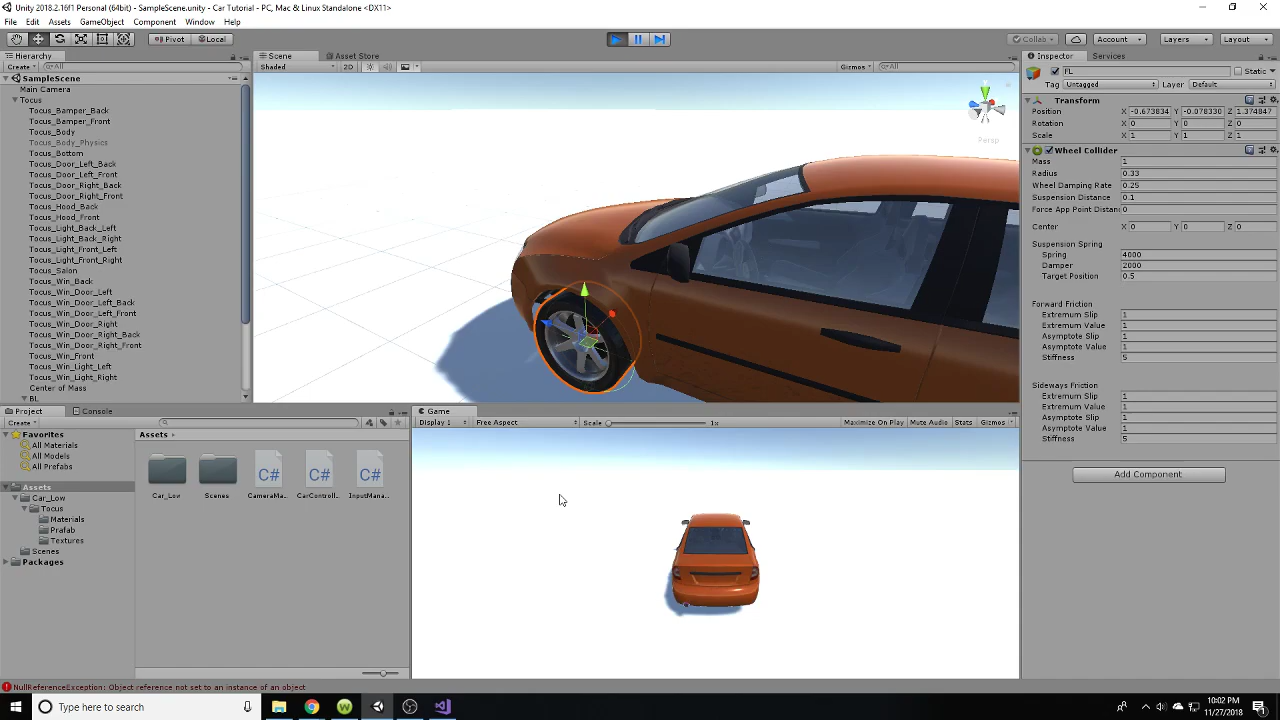 Unity 2018.2.16f1 Personal (64bit) - SampleScene.unity - Car Tutorial - PC, Mac & Linux Standalone <DX11>
File Edit Assets GameObject Component Window Help
Pivot Local Collab Account Layers Layout
Hierarchy
Create All
SampleScene
Main Camera
Tocus
Tocus_Bamper_Back
Tocus_Bamper_Front
Tocus_Body
Tocus_Body_Physics
Tocus_Bottom
Tocus_Door_Left_Back
Tocus_Door_Left_Front
Tocus_Door_Right_Back
Tocus_Door_Right_Front
Tocus_Hood_Back
Tocus_Hood_Front
Tocus_Light_Back_Left
Tocus_Light_Back_Right
Tocus_Light_Front_Left
Tocus_Light_Front_Right
Tocus_Salon
Tocus_Win_Back
Tocus_Win_Door_Left
Tocus_Win_Door_Left_Back
Tocus_Win_Door_Left_Front
Tocus_Win_Door_Right
Tocus_Win_Door_Right_Back
Tocus_Win_Door_Right_Front
Tocus_Win_Front
Tocus_Win_Light_Left
Tocus_Win_Light_Right
Center of Mass
BL
Scene Asset Store
Shaded 2D Gizmos All
Persp
Inspector Services
FL Static
Tag Untagged Layer Default
Transform
Position X -0.673834 Y -0.078330 Z 1.374847
Rotation X 0 Y 0 Z 0
Scale X 1 Y 1 Z 1
Wheel Collider
Mass 1
Radius 0.33
Wheel Damping Rate 0.25
Suspension Distance 0.1
Force App Point Distanc 0
Center X 0 Y 0 Z 0
Suspension Spring
Spring 4000
Damper 2000
Target Position 0.5
Forward Friction
Extremum Slip 1
Extremum Value 1
Asymptote Slip 1
Asymptote Value 1
Stiffness 5
Sideways Friction
Extremum Slip 1
Extremum Value 1
Asymptote Slip 1
Asymptote Value 1
Stiffness 5
Add Component
Project Console
Create
Favorites
All Materials
All Models
All Prefabs
Assets
Car_Low
Tocus
Materials
Prefab
Textures
Scenes
Packages
Assets
C# C# C#
Car_Low Scenes CameraMa... CarControll... InputMana...
Game
Display 1 Free Aspect Scale 1x Maximize On Play Mute Audio Stats Gizmos
NullReferenceException: Object reference not set to an instance of an object
Type here to search
10:02 PM
11/27/2018